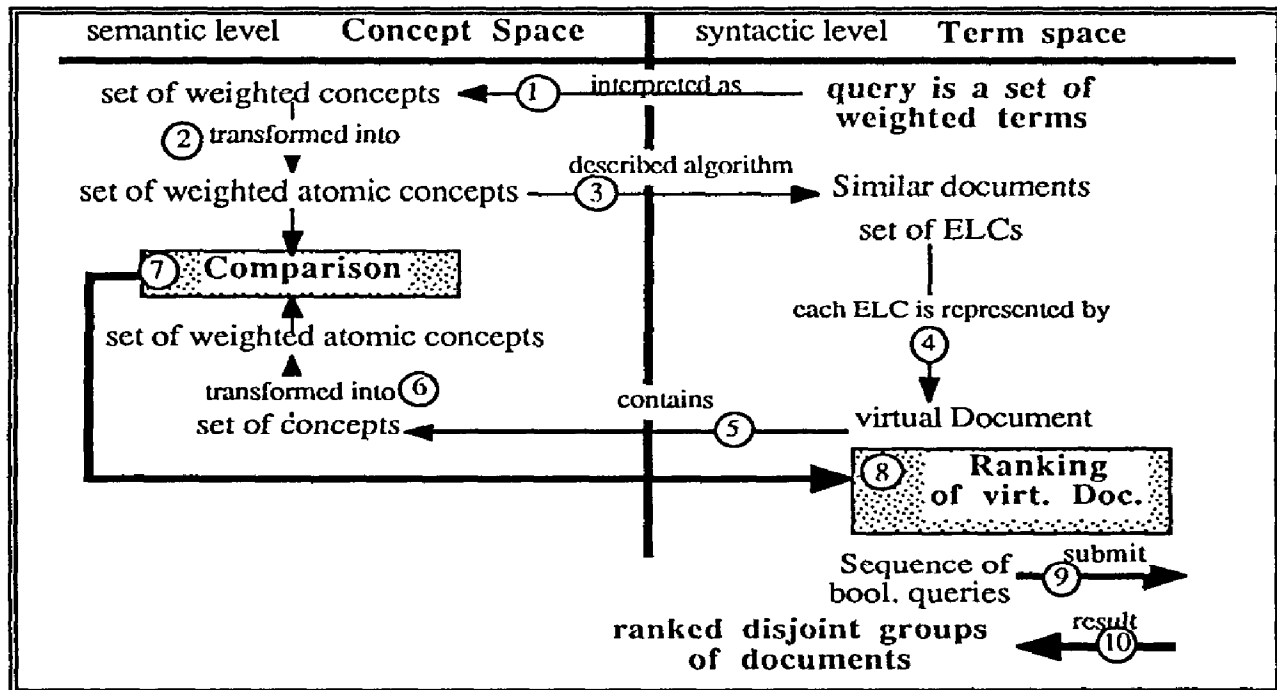 semantic level Concept Space syntactic level Term space
set of weighted concepts 1 interpreted as query is a set of
weighted terms
2 transformed into
described algorithm
set of weighted atomic concepts 3 Similar documents
set of ELCs
7 Comparison
each ELC is represented by
set of weighted atomic concepts 4
transformed into 6
contains
set of concepts 5 virtual Document
8 Ranking
of virt. Doc.
Sequence of submit
bool. queries 9
ranked disjoint groups result
of documents 10